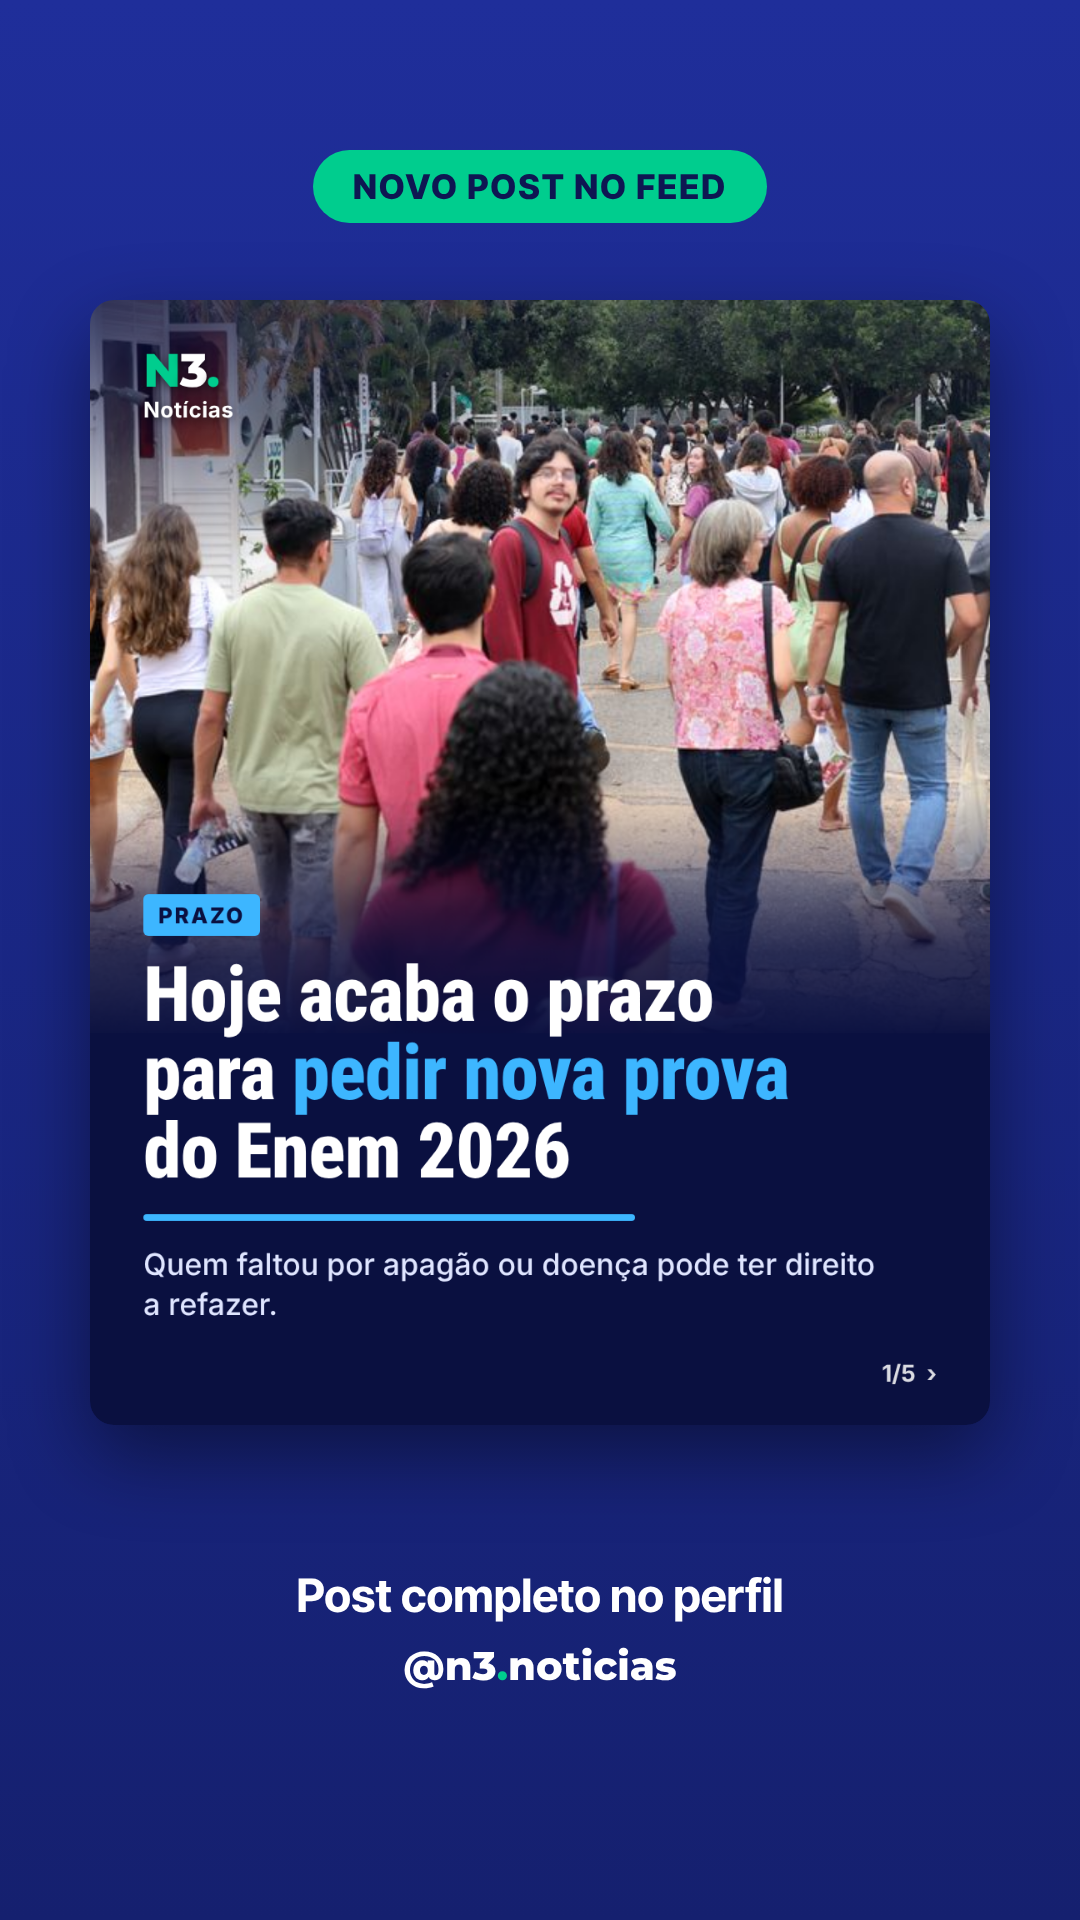 NOVO POST NO FEED
N3.
Notícias
12
PRAZO
Hoje acaba o prazo
para pedir nova prova
do Enem 2026
Quem faltou por apagão ou doença pode ter direito
a refazer.
1/5 ›
Post completo no perfil
@n3.noticias